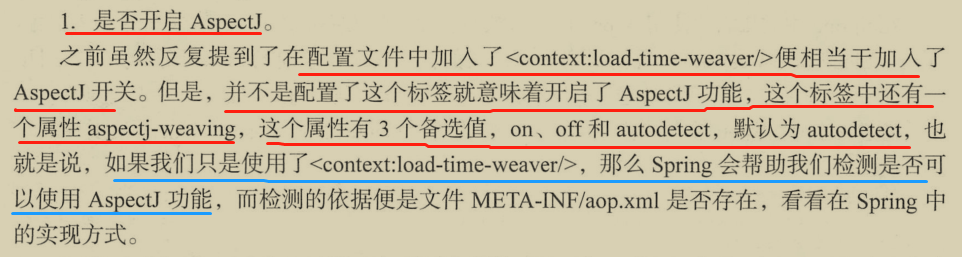 1. 是否开启 AspectJ。
之前虽然反复提到了在配置文件中加入了<context:load-time-weaver/>便相当于加入了
AspectJ 开关。但是，并不是配置了这个标签就意味着开启了 AspectJ 功能，这个标签中还有一
个属性 aspectj-weaving，这个属性有 3 个备选值，on、off 和 autodetect，默认为 autodetect，也
就是说，如果我们只是使用了<context:load-time-weaver/>，那么 Spring 会帮助我们检测是否可
以使用 AspectJ 功能，而检测的依据便是文件 META-INF/aop.xml 是否存在，看看在 Spring 中
的实现方式。